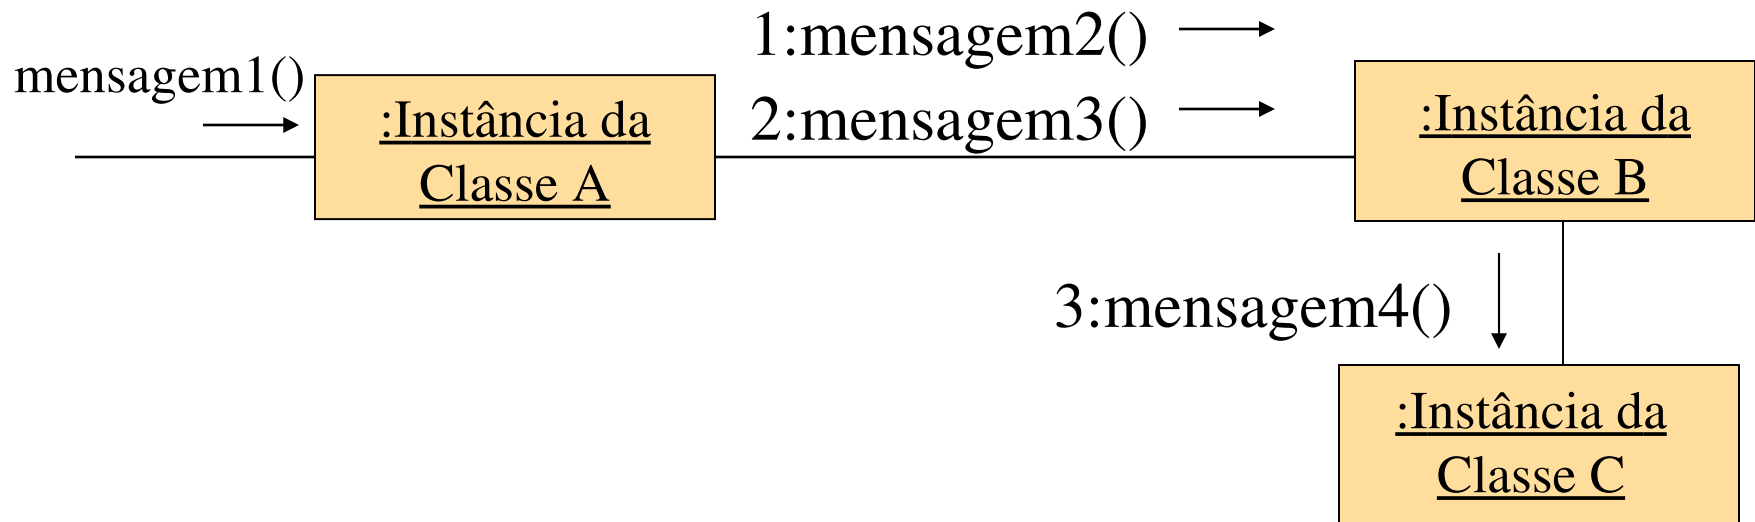 1:mensagem2()
mensagem1()
:Instância da
Classe A
2:mensagem3()
:Instância da
Classe B
3:mensagem4()
:Instância da
Classe C